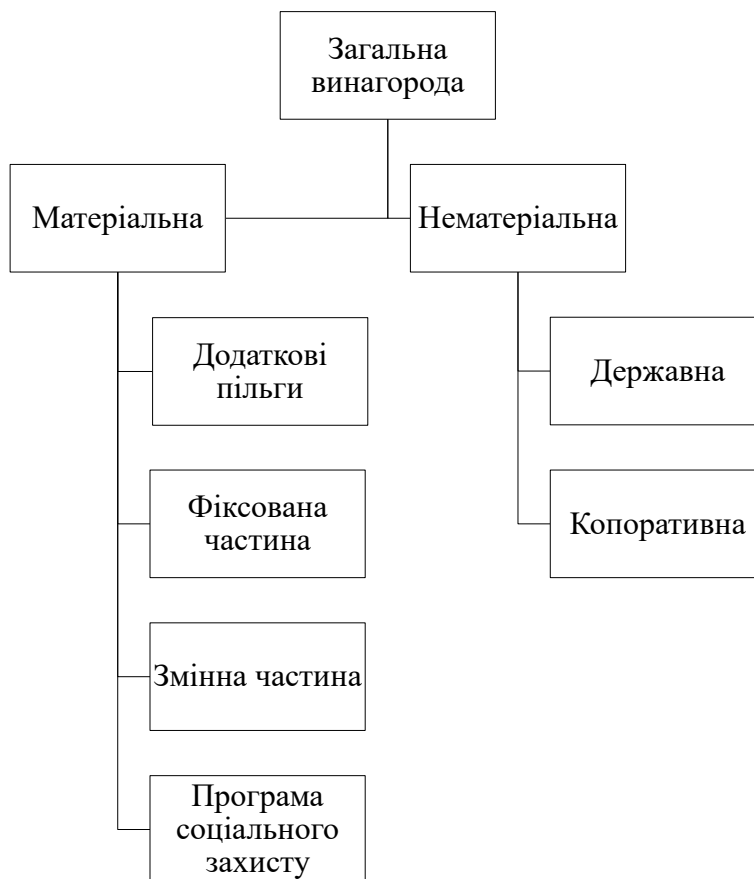 Загальна
винагорода
Матеріальна
Нематеріальна
Додаткові
пільги
Державна
Фіксована
частина
Копоративна
Змінна частина
Програма
соціального
захисту